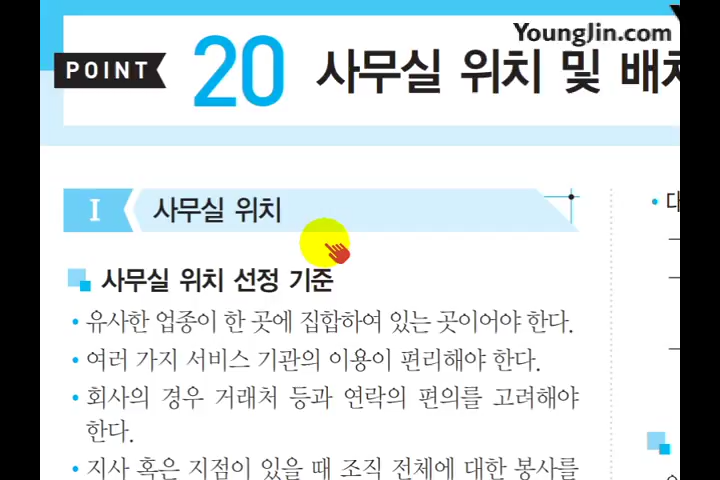 YoungJin.com
POINT 20 사무실 위치 및 배치
I 사무실 위치
사무실 위치 선정 기준
• 유사한 업종이 한 곳에 집합하여 있는 곳이어야 한다.
• 여러 가지 서비스 기관의 이용이 편리해야 한다.
• 회사의 경우 거래처 등과 연락의 편의를 고려해야
한다.
• 지사 혹은 지점이 있을 때 조직 전체에 대한 봉사를
• 대